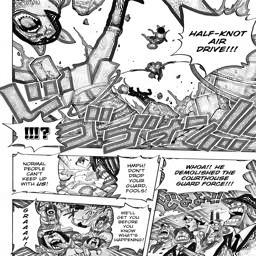 HALF-KNOT
AIR
DRIVE!!!
!!!?
WHOA!! HE
DEMOLISHED THE
COURTHOUSE
GUARD FORCE!!!
HMPH!
DON'T
DROP YOUR
GUARD,
FOOLS!
NORMAL
PEOPLE
CAN'T
KEEP UP
WITH US!
WE'LL
GET YOU
BEFORE
YOU
KNOW
WHAT'S
HAPPENING!